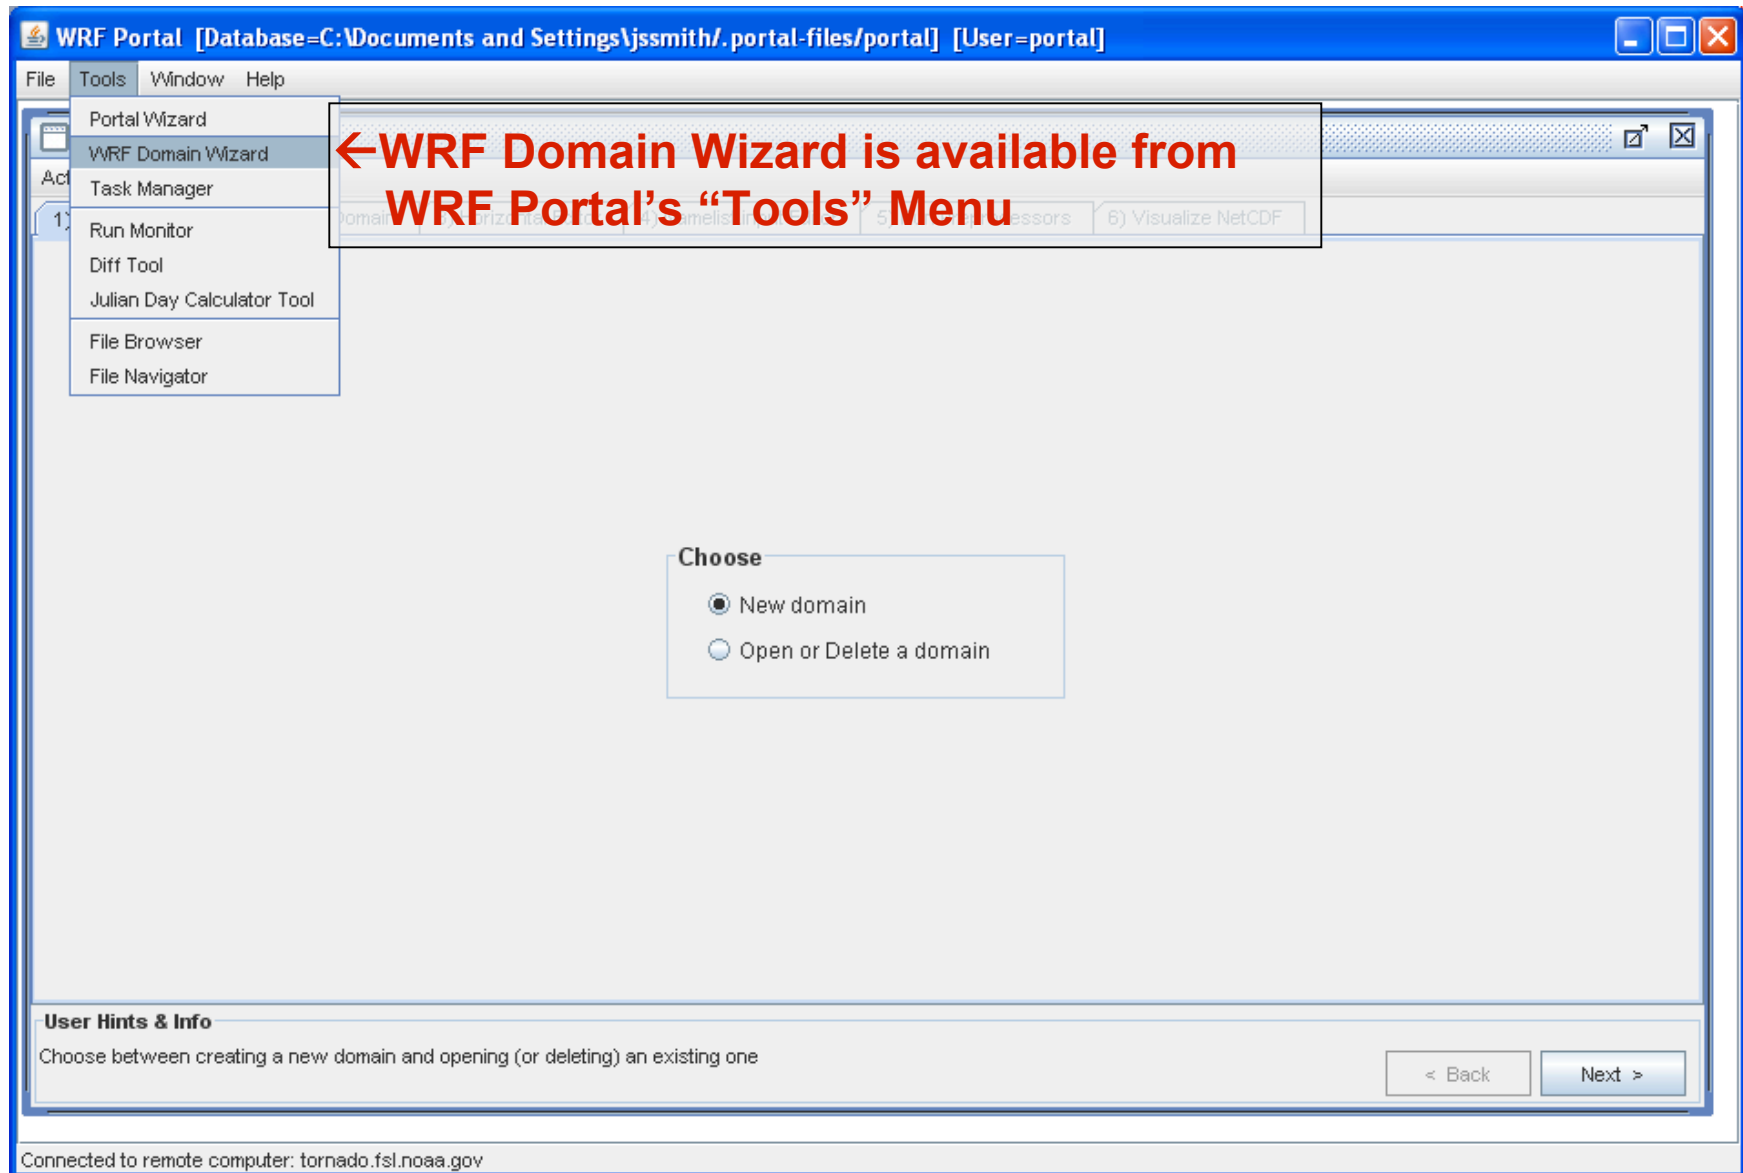 WRF Portal [Database=C:\Documents and Settings\jssmith/.portal-files/portal] [User=portal]
File Tools Window Help
Portal Wizard
WRF Domain Wizard
Task Manager
Run Monitor
Diff Tool
Julian Day Calculator Tool
File Browser
File Navigator
←WRF Domain Wizard is available from
WRF Portal's “Tools” Menu
Act
1) Domain 6) Visualize NetCDF
Choose
New domain
Open or Delete a domain
User Hints & Info
Choose between creating a new domain and opening (or deleting) an existing one
< Back Next >
Connected to remote computer: tornado.fsl.noaa.gov